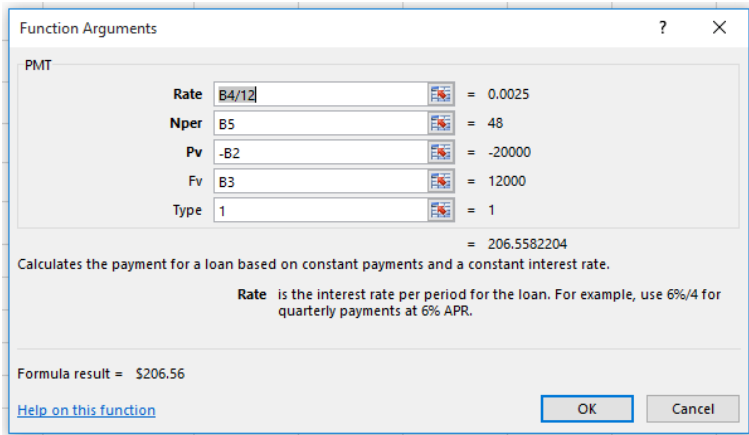 Function Arguments ? ×
PMT
Rate B4/12 = 0.0025
Nper B5 = 48
Pv -B2 = -20000
Fv B3 = 12000
Type 1 = 1
= 206.5582204
Calculates the payment for a loan based on constant payments and a constant interest rate.
Rate is the interest rate per period for the loan. For example, use 6%/4 for
quarterly payments at 6% APR.
Formula result = $206.56
Help on this function OK Cancel